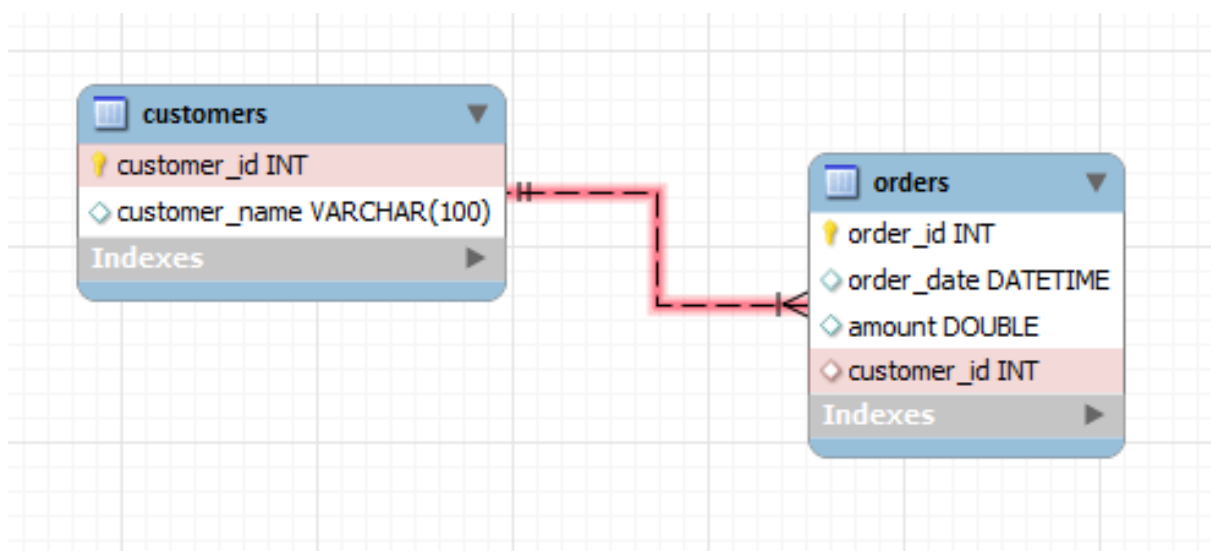 customers
customer_id INT
customer_name VARCHAR(100)
Indexes
orders
order_id INT
order_date DATETIME
amount DOUBLE
customer_id INT
Indexes